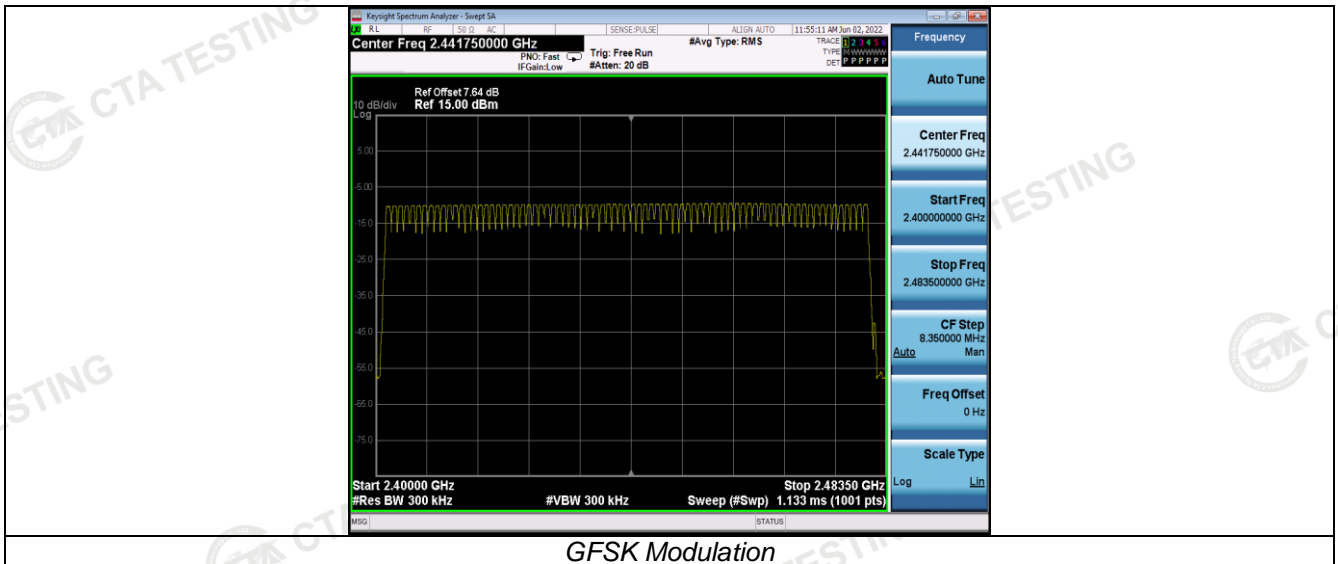 CTA TESTING
Keysight Spectrum Analyzer - Swept SA
RL RF 50 Ω AC SENSE:PULSE ALIGN AUTO 11:55:11 AM Jun 02, 2022
Center Freq 2.441750000 GHz
#Avg Type: RMS
TRACE 1 2 3 4 5 6
PNO: Fast Trig: Free Run
TYPE M WWWWW
IFGain:Low #Atten: 20 dB
DET P P P P P P
Ref Offset 7.64 dB
10 dB/div Ref 15.00 dBm
Log
5.00
-5.00
-15.0
-25.0
-35.0
-45.0
-55.0
-65.0
-75.0
Start 2.40000 GHz Stop 2.48350 GHz
#Res BW 300 kHz #VBW 300 kHz Sweep (#Swp) 1.133 ms (1001 pts)
MSG STATUS
Frequency
Auto Tune
Center Freq
2.441750000 GHz
Start Freq
2.400000000 GHz
Stop Freq
2.483500000 GHz
CF Step
8.350000 MHz
Auto Man
Freq Offset
0 Hz
Scale Type
Log Lin
TESTING
CTA
ESTING
CT
ESTIN
GFSK Modulation